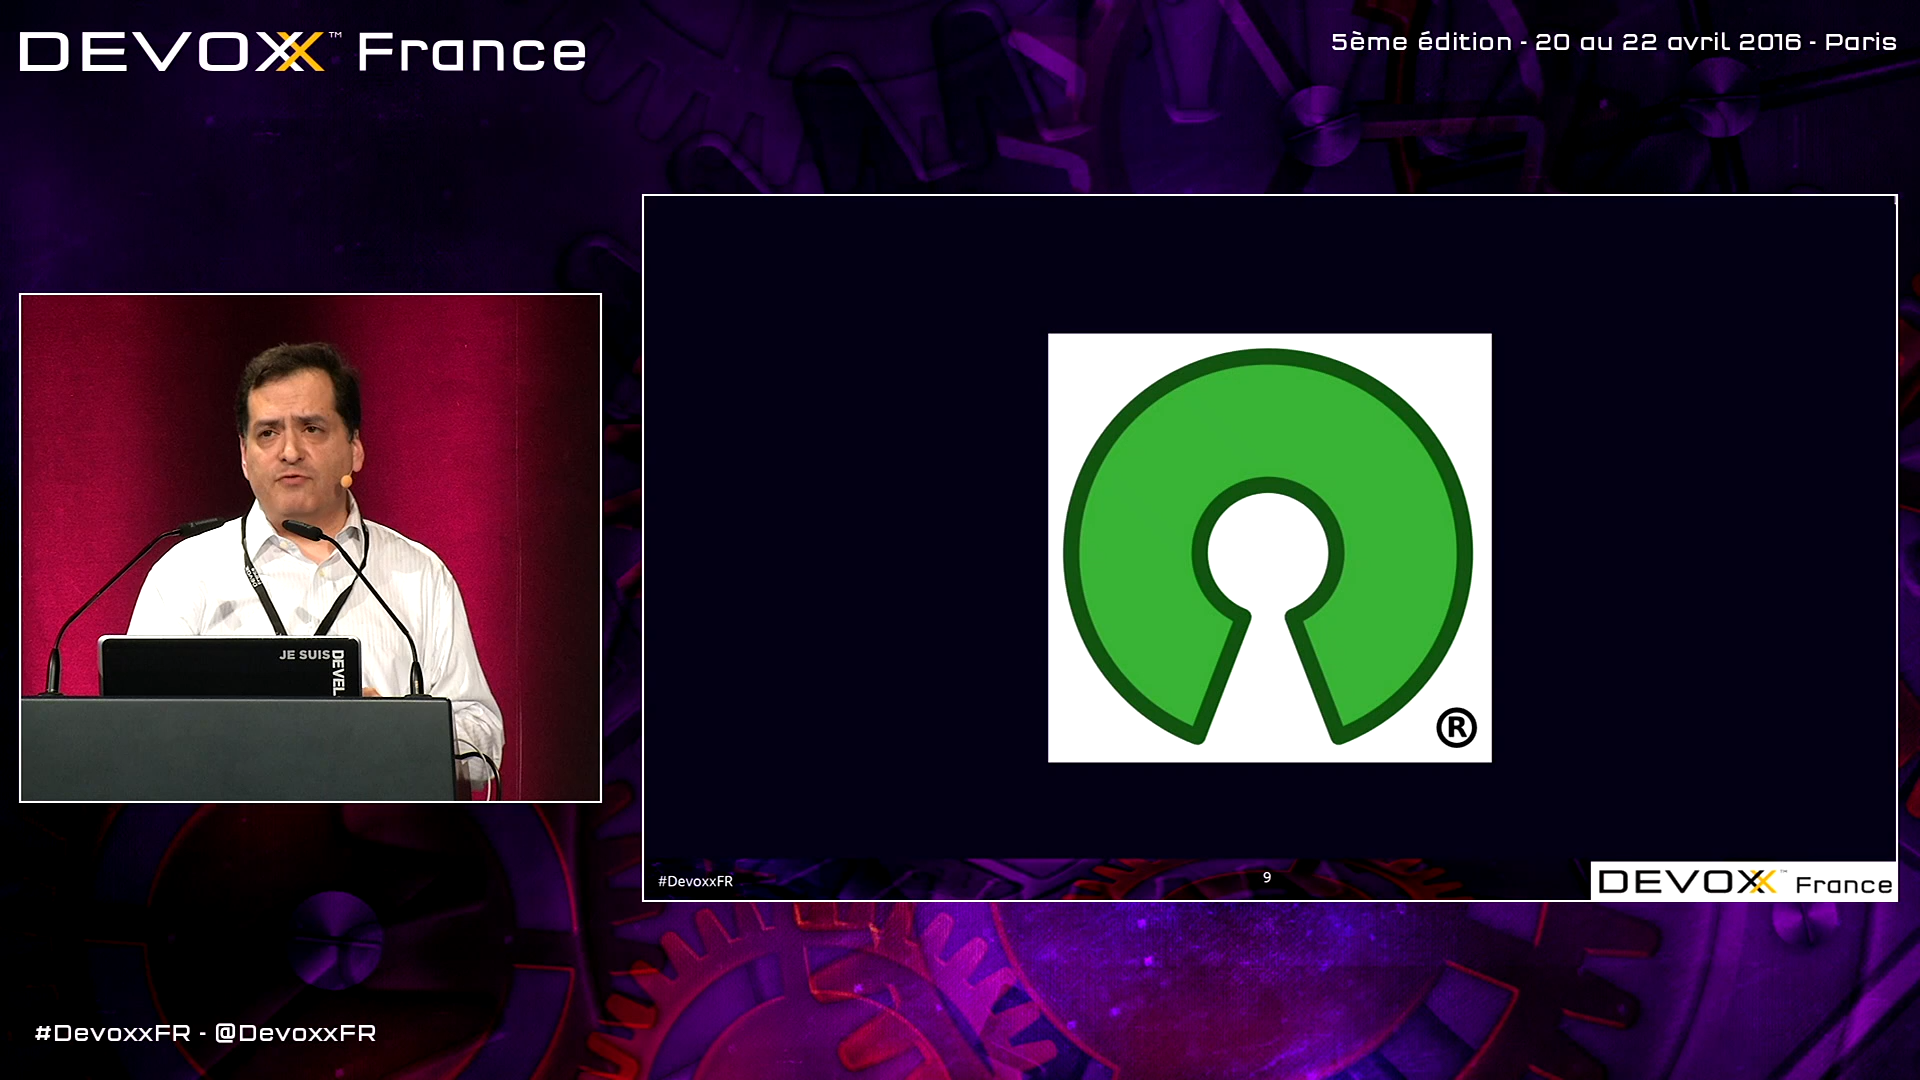 DEVOXX™ France
5ème édition - 20 au 22 avril 2016 - Paris
JE SUIS
DEVEL
®
#DevoxxFR
9
DEVOXX™ France
#DevoxxFR - @DevoxxFR